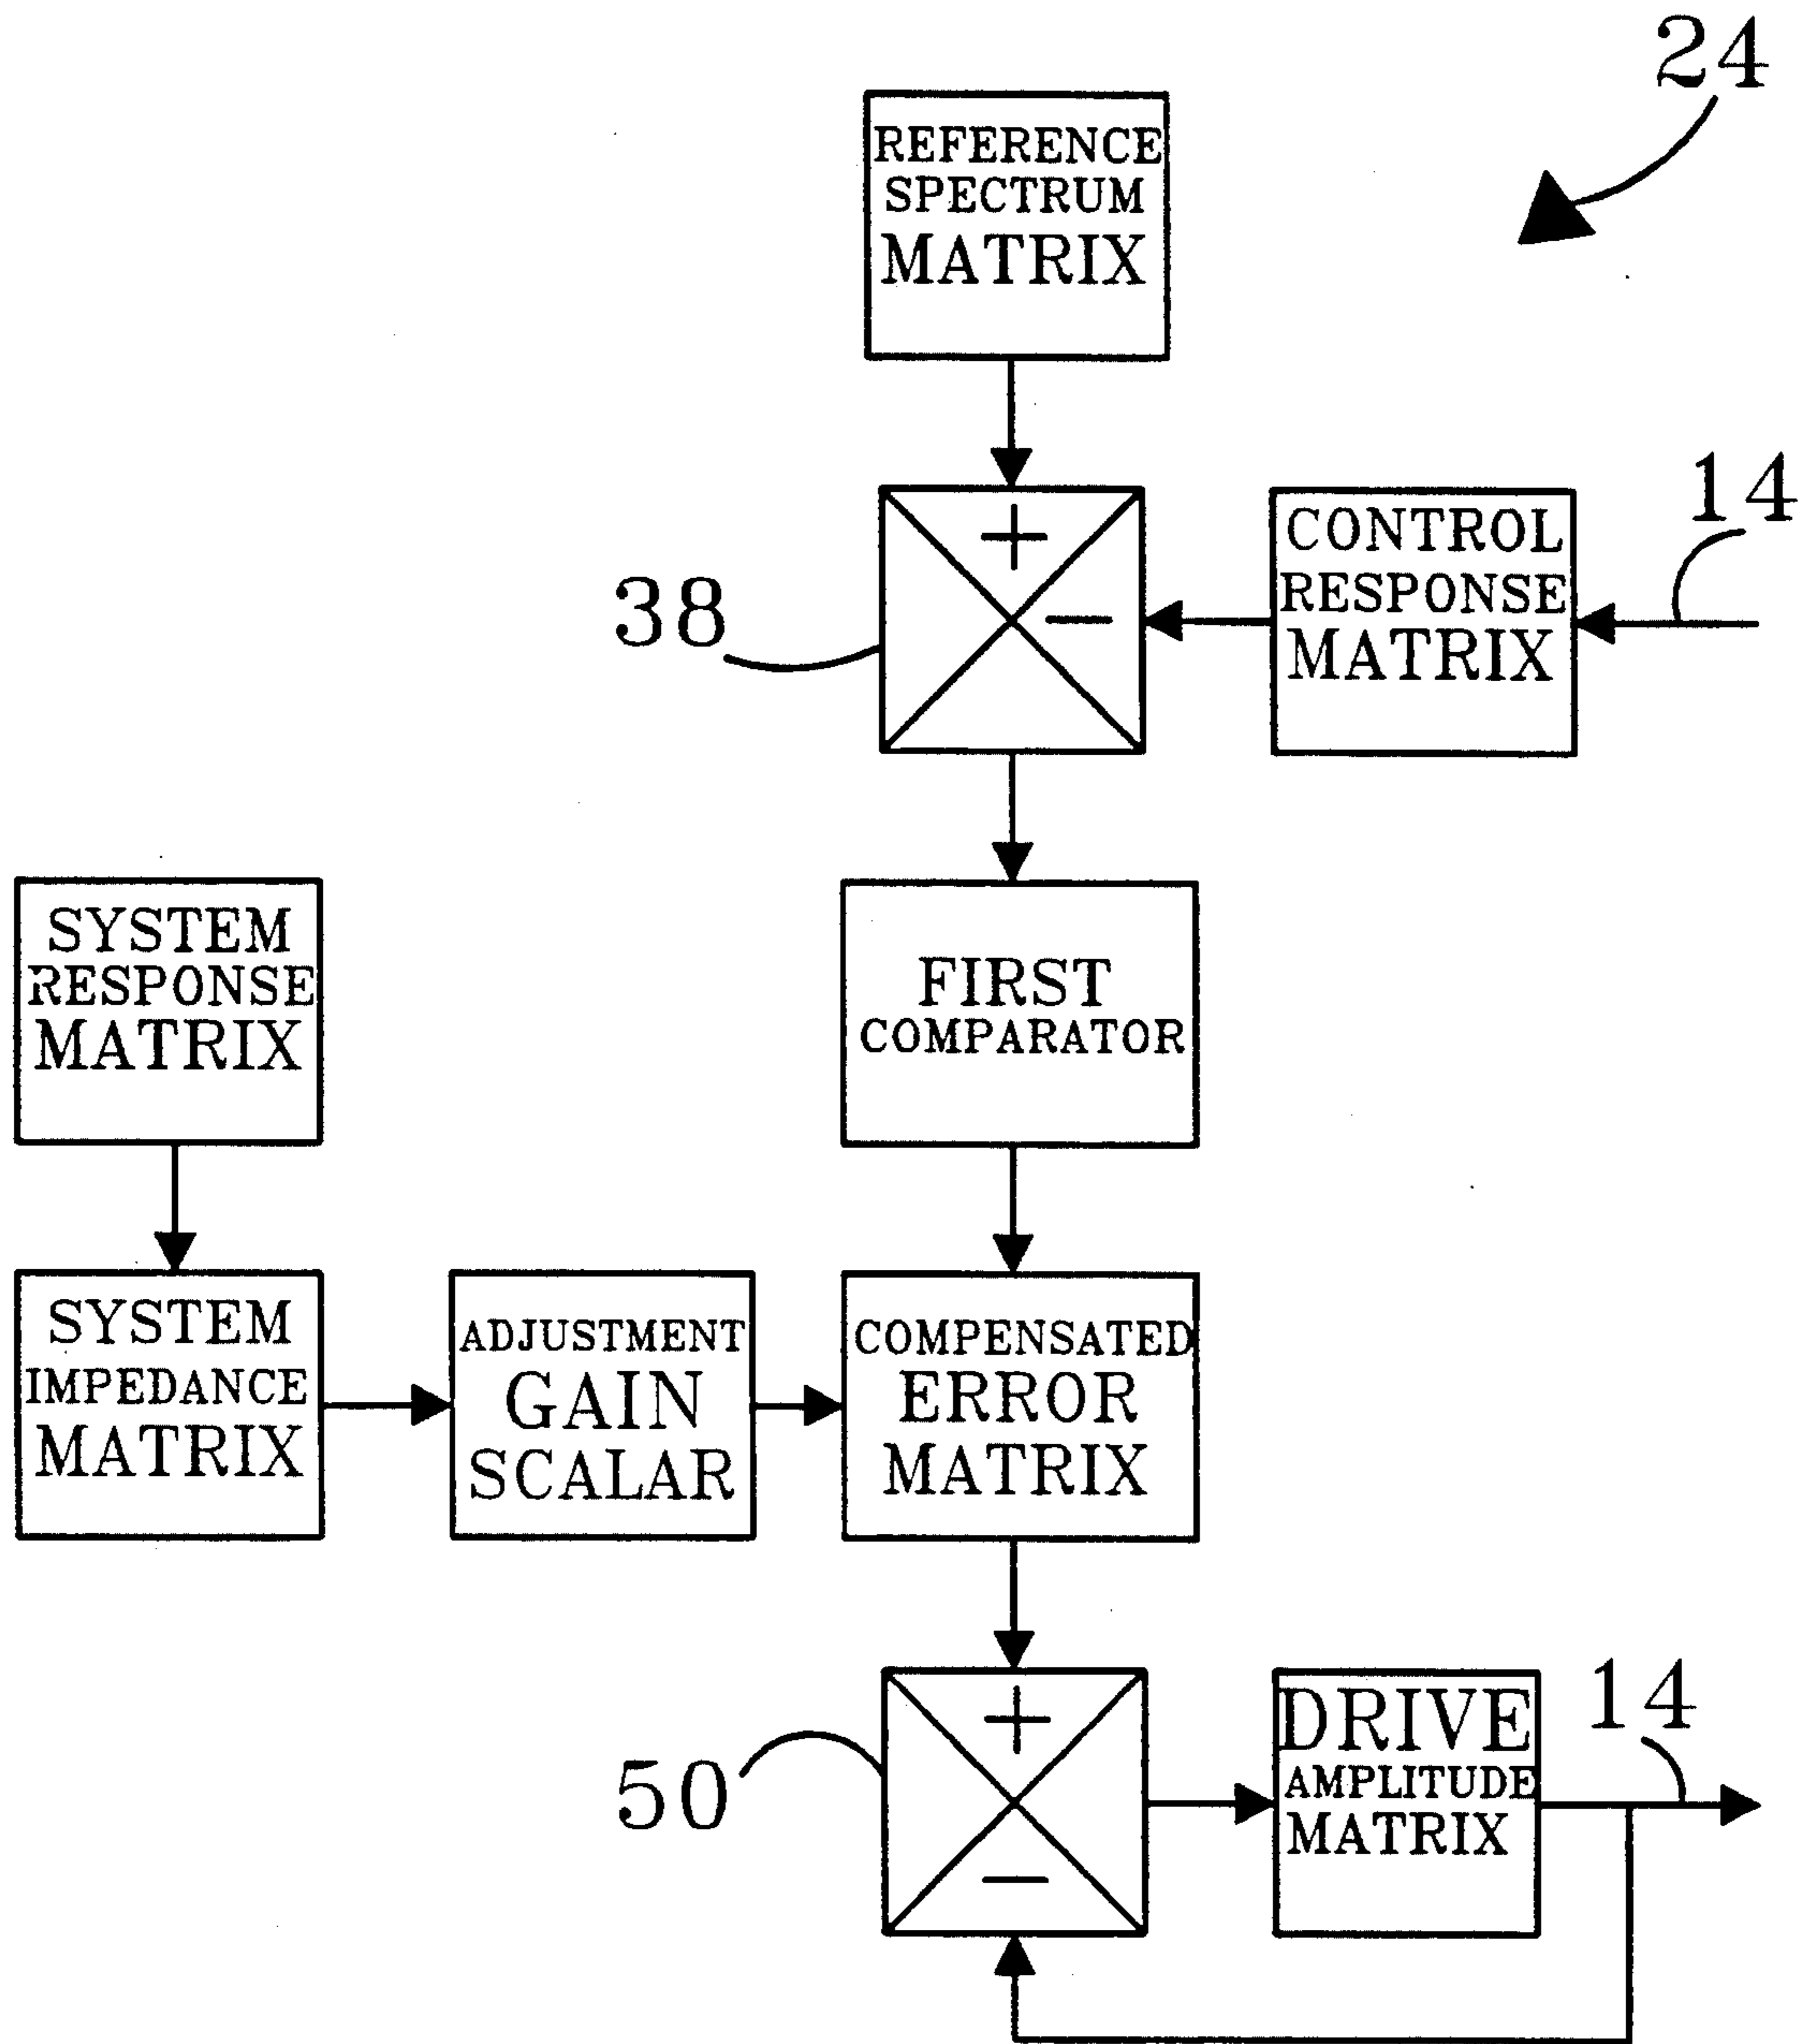 24
REFERENCE
SPECTRUM
MATRIX
+
−
38
CONTROL
RESPONSE
MATRIX
14
SYSTEM
RESPONSE
MATRIX
FIRST
COMPARATOR
SYSTEM
IMPEDANCE
MATRIX
ADJUSTMENT
GAIN
SCALAR
COMPENSATED
ERROR
MATRIX
+
−
50
DRIVE
AMPLITUDE
MATRIX
14